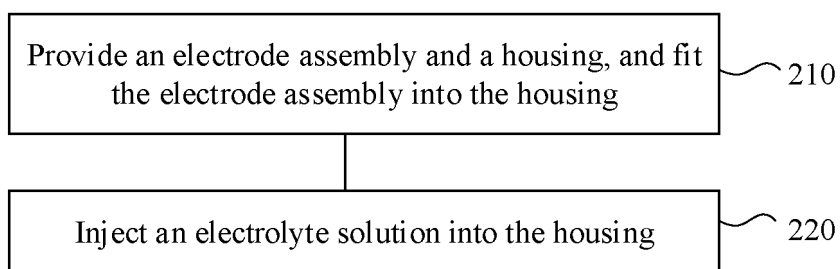 Provide an electrode assembly and a housing, and fit
the electrode assembly into the housing
210
Inject an electrolyte solution into the housing
220